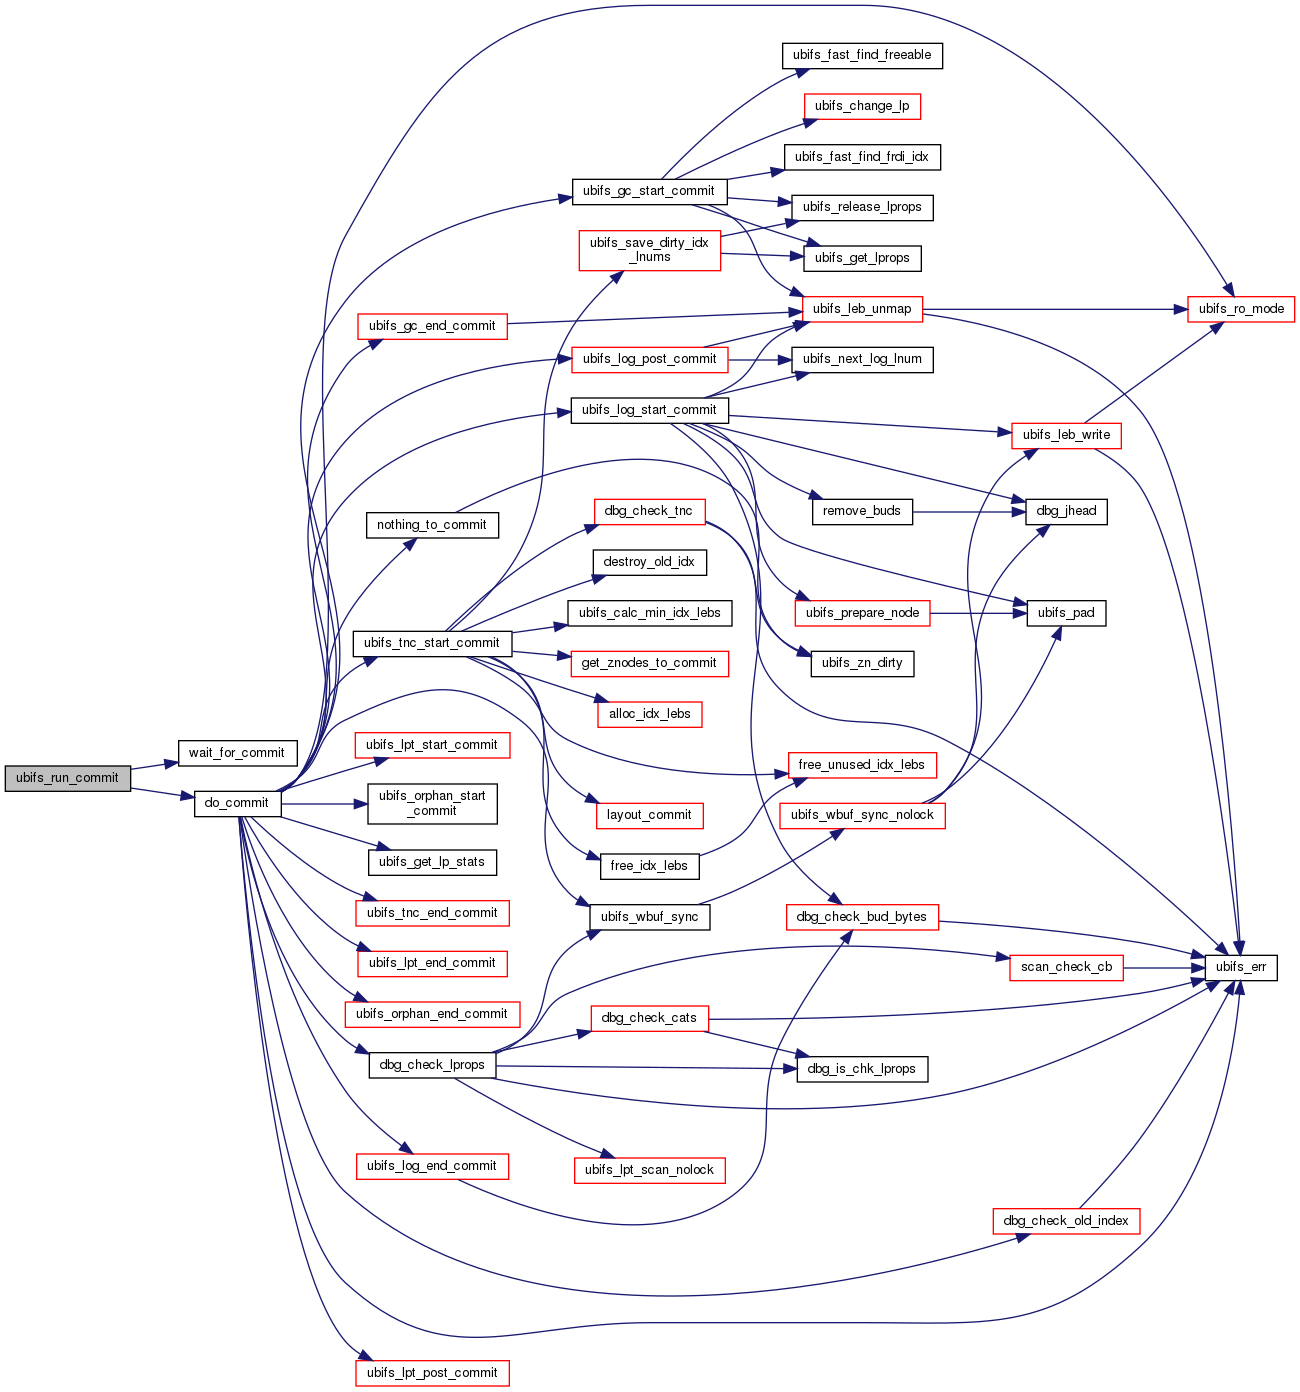 ubifs_fast_find_freeable
ubifs_change_lp
ubifs_fast_find_frdi_idx
ubifs_gc_start_commit
ubifs_release_lprops
ubifs_save_dirty_idx
_lnums
ubifs_get_lprops
ubifs_leb_unmap
ubifs_ro_mode
ubifs_gc_end_commit
ubifs_log_post_commit
ubifs_next_log_lnum
ubifs_log_start_commit
ubifs_leb_write
nothing_to_commit
dbg_check_tnc
remove_buds
dbg_jhead
destroy_old_idx
ubifs_calc_min_idx_lebs
ubifs_prepare_node
ubifs_pad
ubifs_tnc_start_commit
get_znodes_to_commit
ubifs_zn_dirty
alloc_idx_lebs
wait_for_commit
ubifs_lpt_start_commit
free_unused_idx_lebs
ubifs_run_commit
do_commit
ubifs_orphan_start
_commit
layout_commit
ubifs_wbuf_sync_nolock
ubifs_get_lp_stats
free_idx_lebs
ubifs_tnc_end_commit
ubifs_wbuf_sync
dbg_check_bud_bytes
ubifs_lpt_end_commit
scan_check_cb
ubifs_err
ubifs_orphan_end_commit
dbg_check_cats
dbg_check_lprops
dbg_is_chk_lprops
ubifs_log_end_commit
ubifs_lpt_scan_nolock
dbg_check_old_index
ubifs_lpt_post_commit